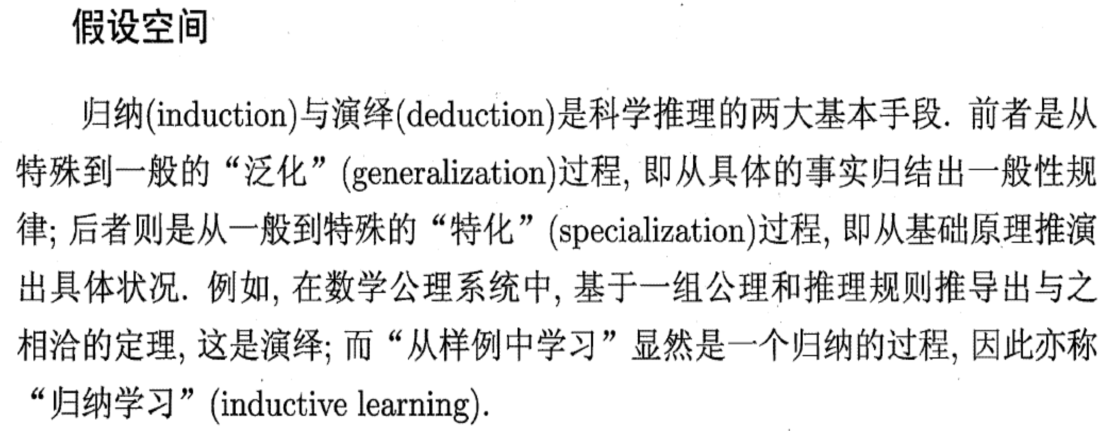 假设空间
归纳(induction)与演绎(deduction)是科学推理的两大基本手段. 前者是从
特殊到一般的“泛化”(generalization)过程, 即从具体的事实归结出一般性规
律; 后者则是从一般到特殊的“特化”(specialization)过程, 即从基础原理推演
出具体状况. 例如, 在数学公理系统中, 基于一组公理和推理规则推导出与之
相洽的定理, 这是演绎; 而“从样例中学习”显然是一个归纳的过程, 因此亦称
“归纳学习”(inductive learning).